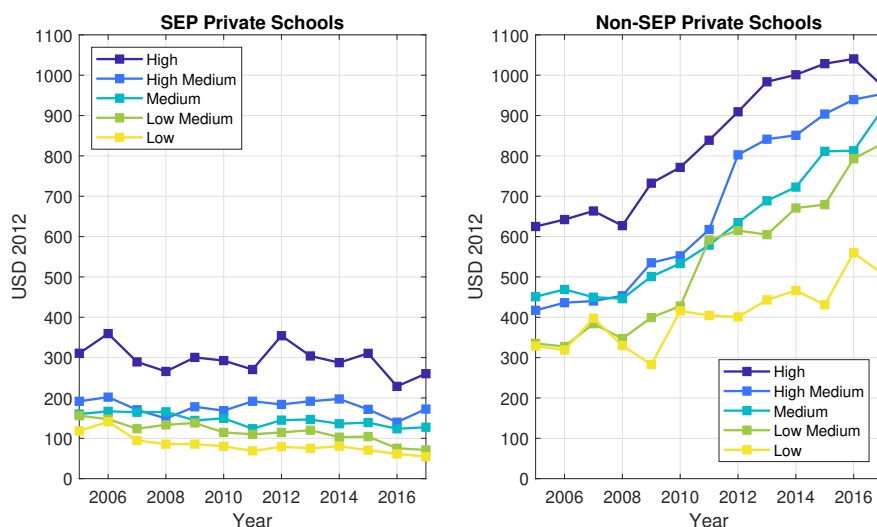 SEP Private Schools
1100
1000
900
800
700
600
500
400
300
200
100
0
USD 2012
High
High Medium
Medium
Low Medium
Low
2006 2008 2010 2012 2014 2016
Year
Non-SEP Private Schools
1100
1000
900
800
700
600
500
400
300
200
100
0
USD 2012
High
High Medium
Medium
Low Medium
Low
2006 2008 2010 2012 2014 2016
Year